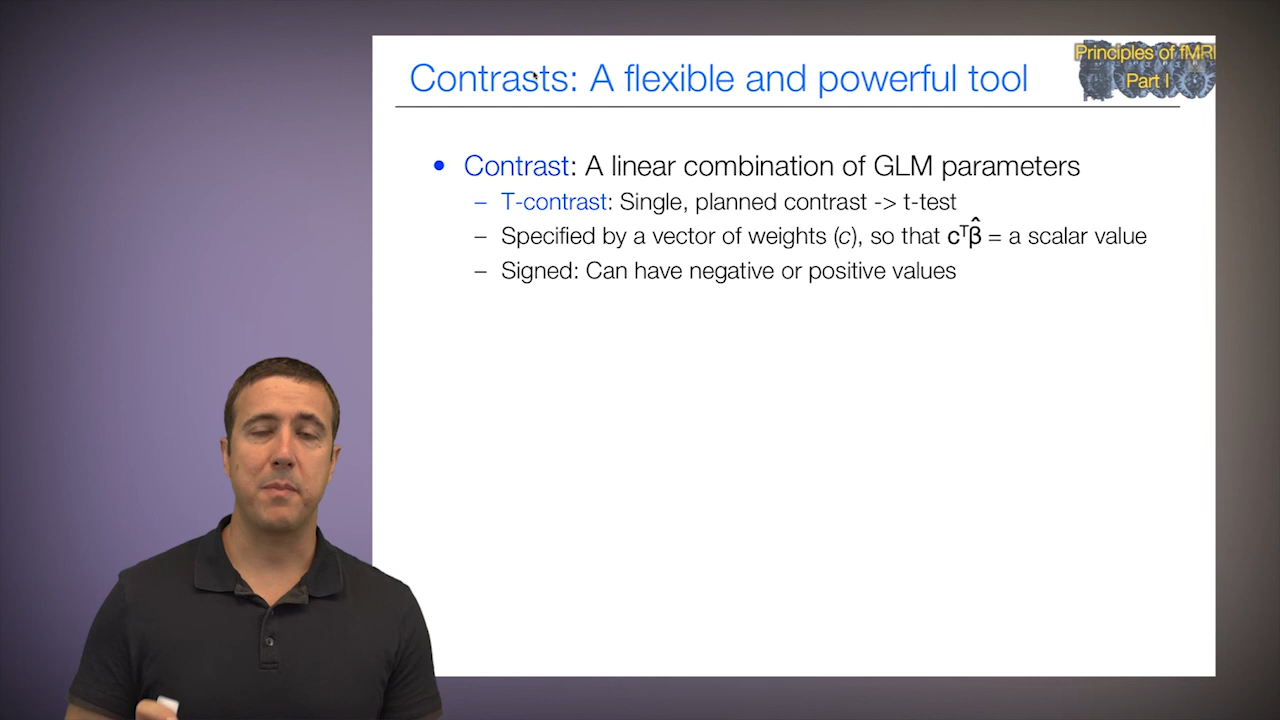 Contrasts: A flexible and powerful tool
Principles of fMRI
Part I
• Contrast: A linear combination of GLM parameters
– T-contrast: Single, planned contrast -> t-test
– Specified by a vector of weights (c), so that cᵀβ̂ = a scalar value
– Signed: Can have negative or positive values